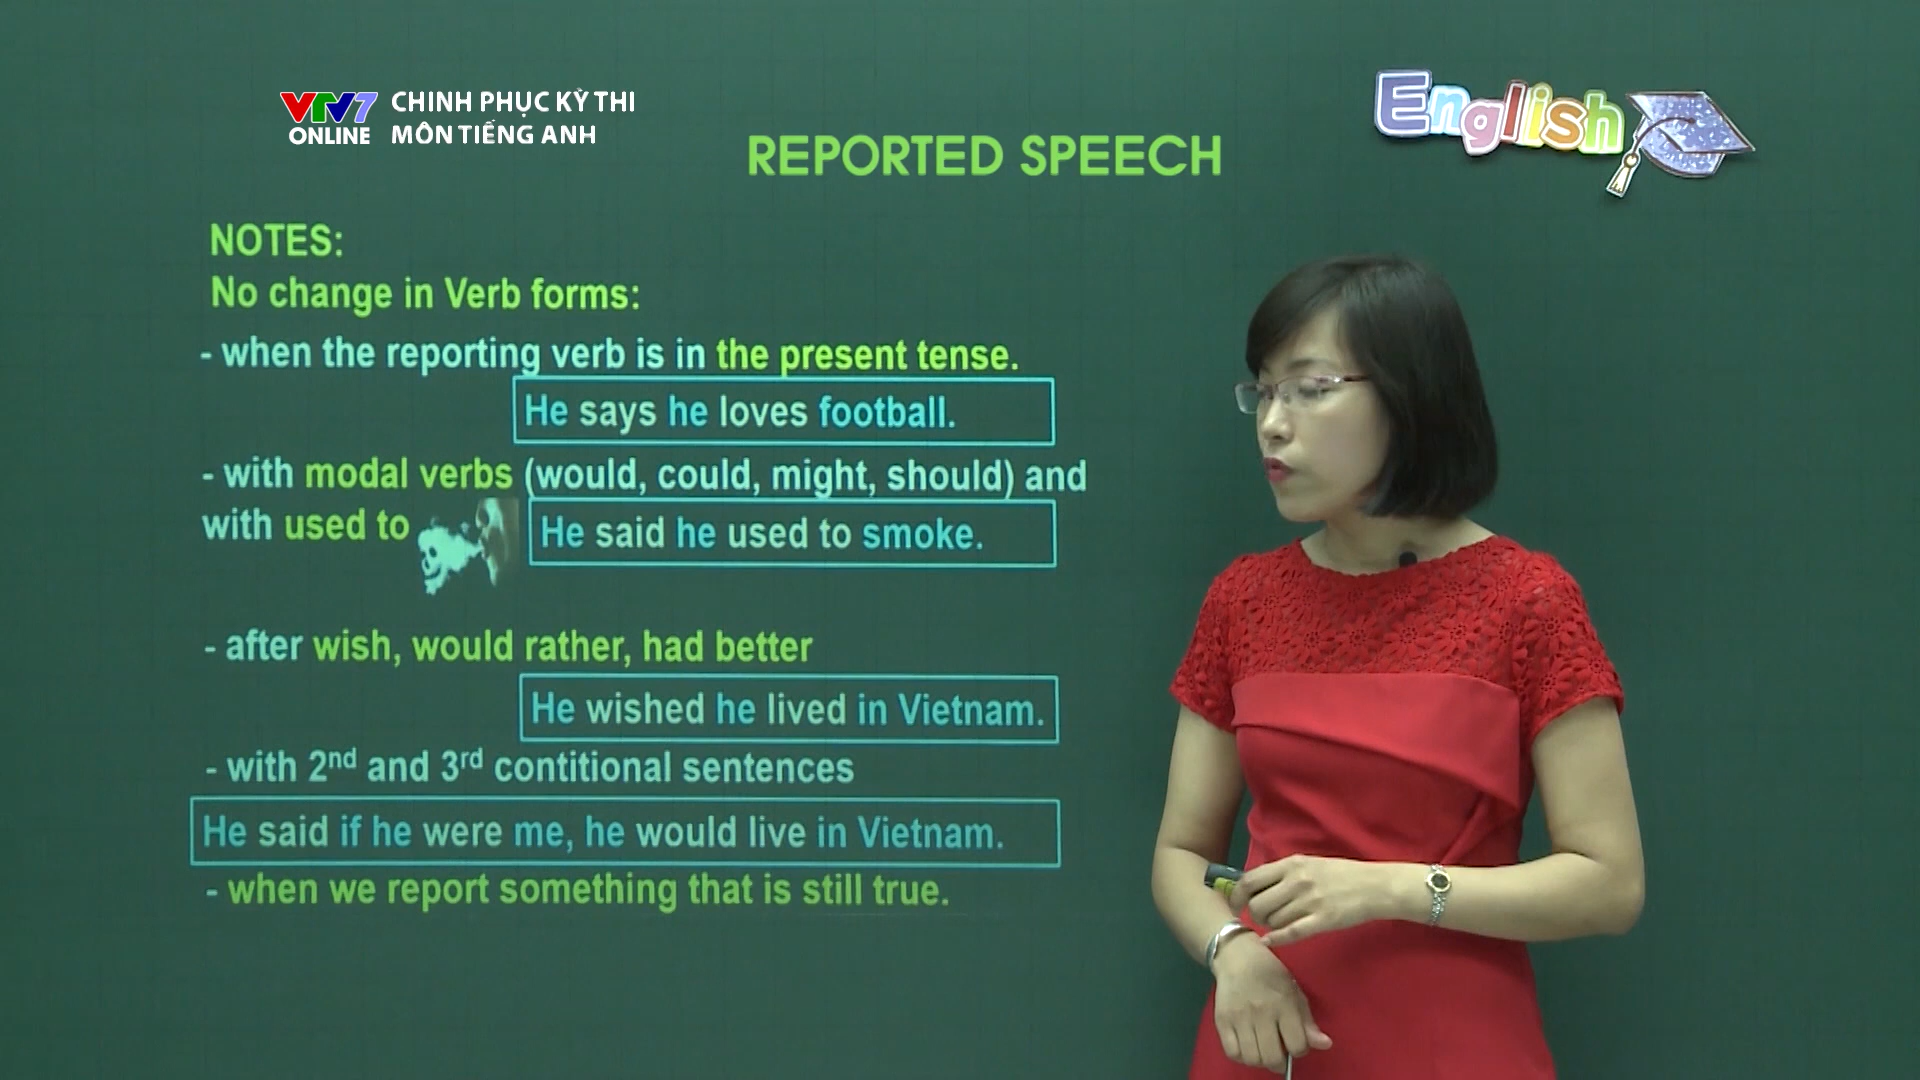 VTV7
ONLINE
CHINH PHỤC KỲ THI
MÔN TIẾNG ANH
English
REPORTED SPEECH
NOTES:
No change in Verb forms:
- when the reporting verb is in the present tense.
He says he loves football.
- with modal verbs (would, could, might, should) and
with used to
He said he used to smoke.
- after wish, would rather, had better
He wished he lived in Vietnam.
- with 2nd and 3rd contitional sentences
He said if he were me, he would live in Vietnam.
- when we report something that is still true.